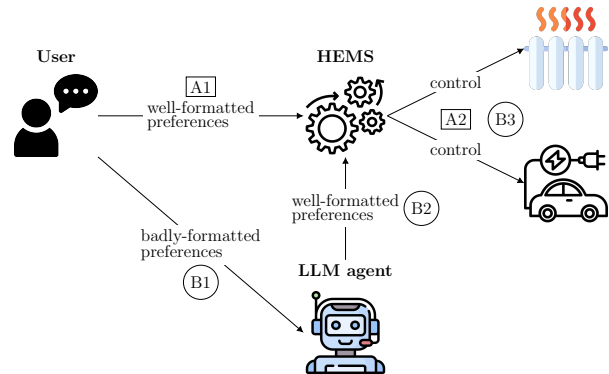 User
HEMS
A1
well-formatted
preferences
control
A2
B3
control
well-formatted
preferences
B2
badly-formatted
preferences
B1
LLM agent